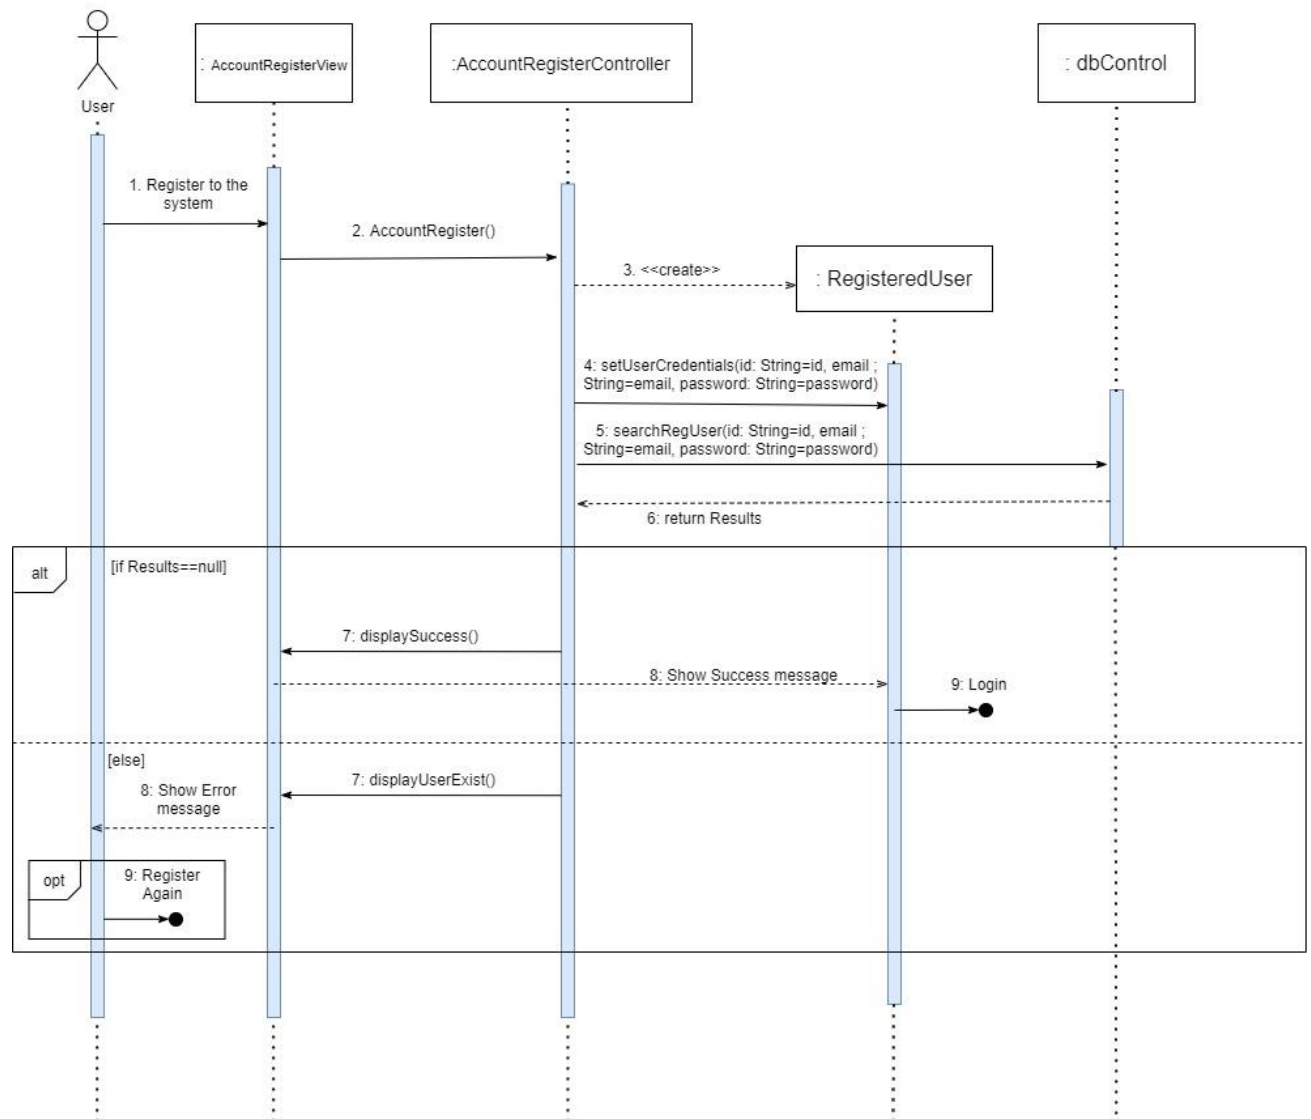 User
: AccountRegisterView
:AccountRegisterController
: dbControl
1. Register to the
system
2. AccountRegister()
3. <<create>>
: RegisteredUser
4: setUserCredentials(id: String=id, email ;
String=email, password: String=password)
5: searchRegUser(id: String=id, email ;
String=email, password: String=password)
6: return Results
alt
[if Results==null]
7: displaySuccess()
8: Show Success message
9: Login
[else]
7: displayUserExist()
8: Show Error
message
opt
9: Register
Again